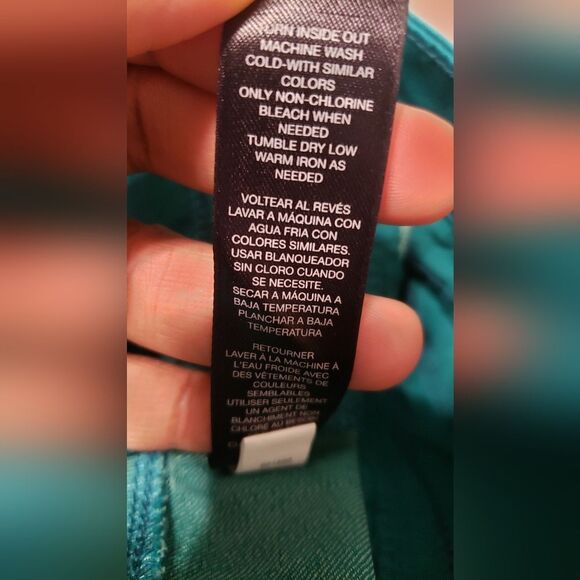 TURN INSIDE OUT
MACHINE WASH
COLD-WITH SIMILAR
COLORS
ONLY NON-CHLORINE
BLEACH WHEN
NEEDED
TUMBLE DRY LOW
WARM IRON AS
NEEDED
VOLTEAR AL REVÉS
LAVAR A MÁQUINA CON
AGUA FRIA CON
COLORES SIMILARES.
USAR BLANQUEADOR
SIN CLORO CUANDO
SE NECESITE.
SECAR A MÁQUINA A
BAJA TEMPERATURA
PLANCHAR A BAJA
TEMPERATURA
RETOURNER
LAVER À LA MACHINE À
L'EAU FROIDE AVEC
DES VÊTEMENTS DE
COULEURS
SEMBLABLES
UTILISER SEULEMENT
UN AGENT DE
BLANCHIMENT NON
CHLORÉ AU BESOIN